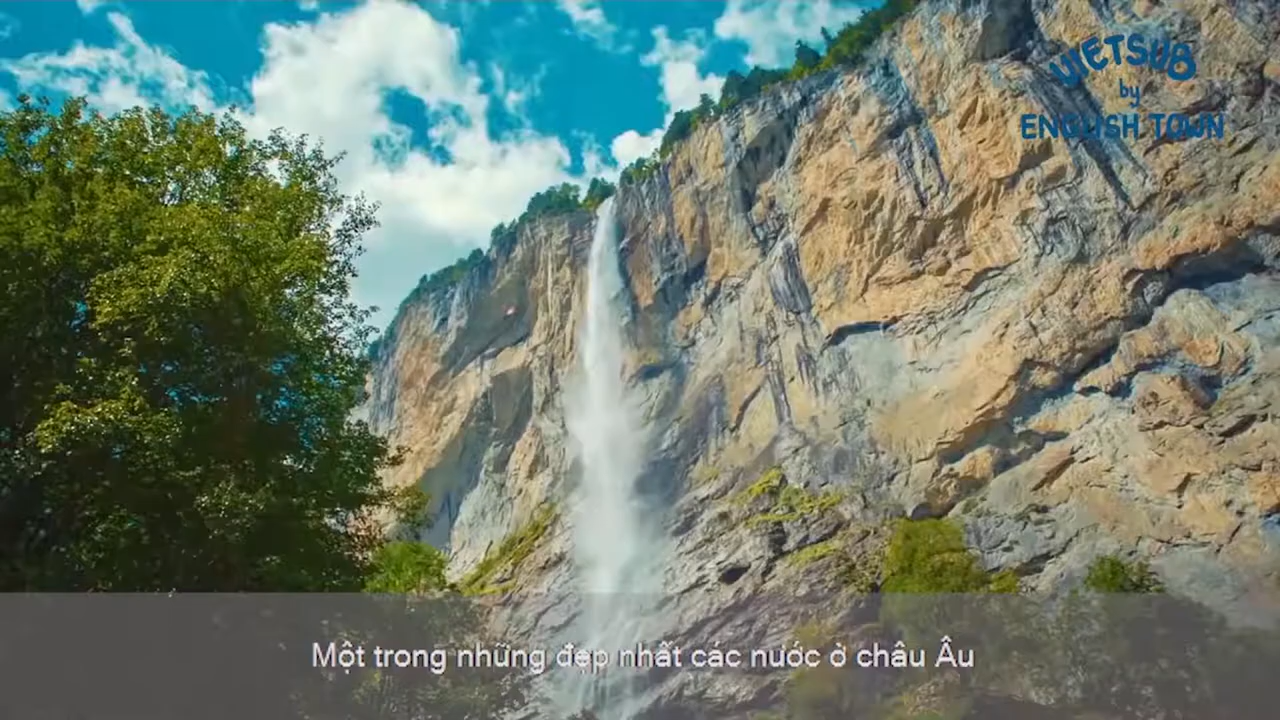 VIETSUB
by
ENGLISH TOWN
Một trong những đẹp nhất các nước ở châu Âu